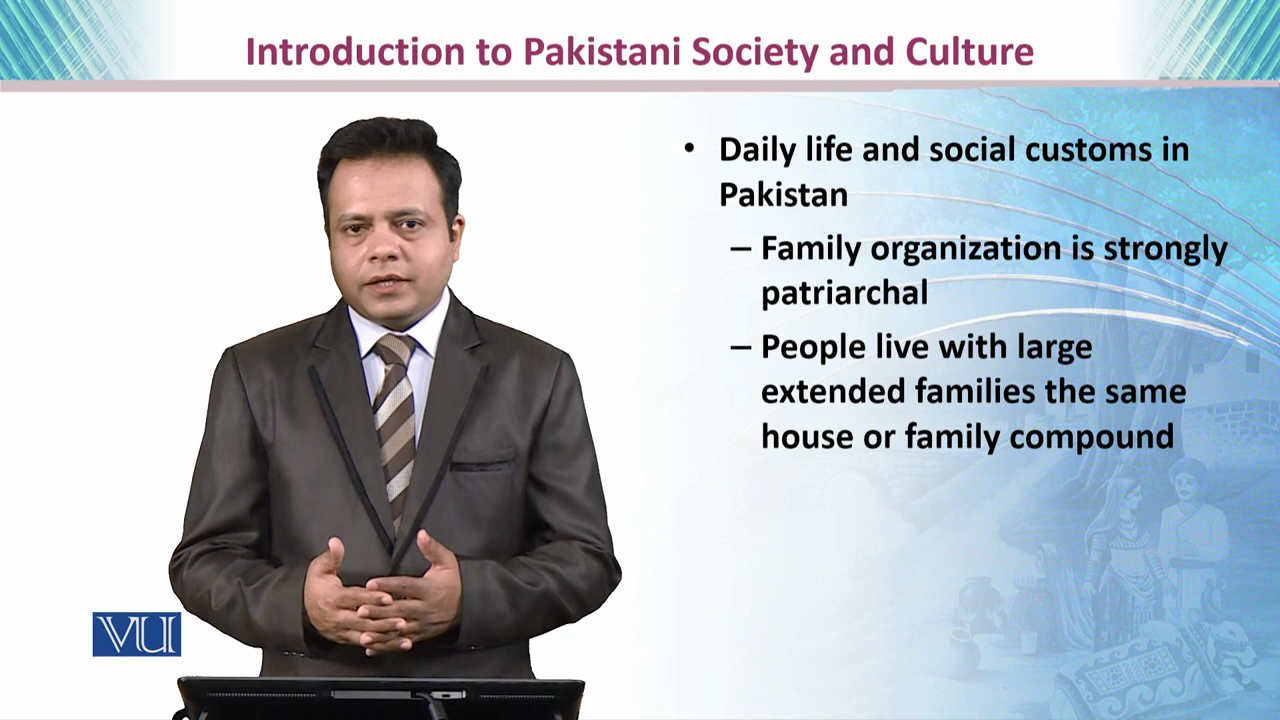 Introduction to Pakistani Society and Culture
• Daily life and social customs in
Pakistan
– Family organization is strongly
patriarchal
– People live with large
extended families the same
house or family compound
VU